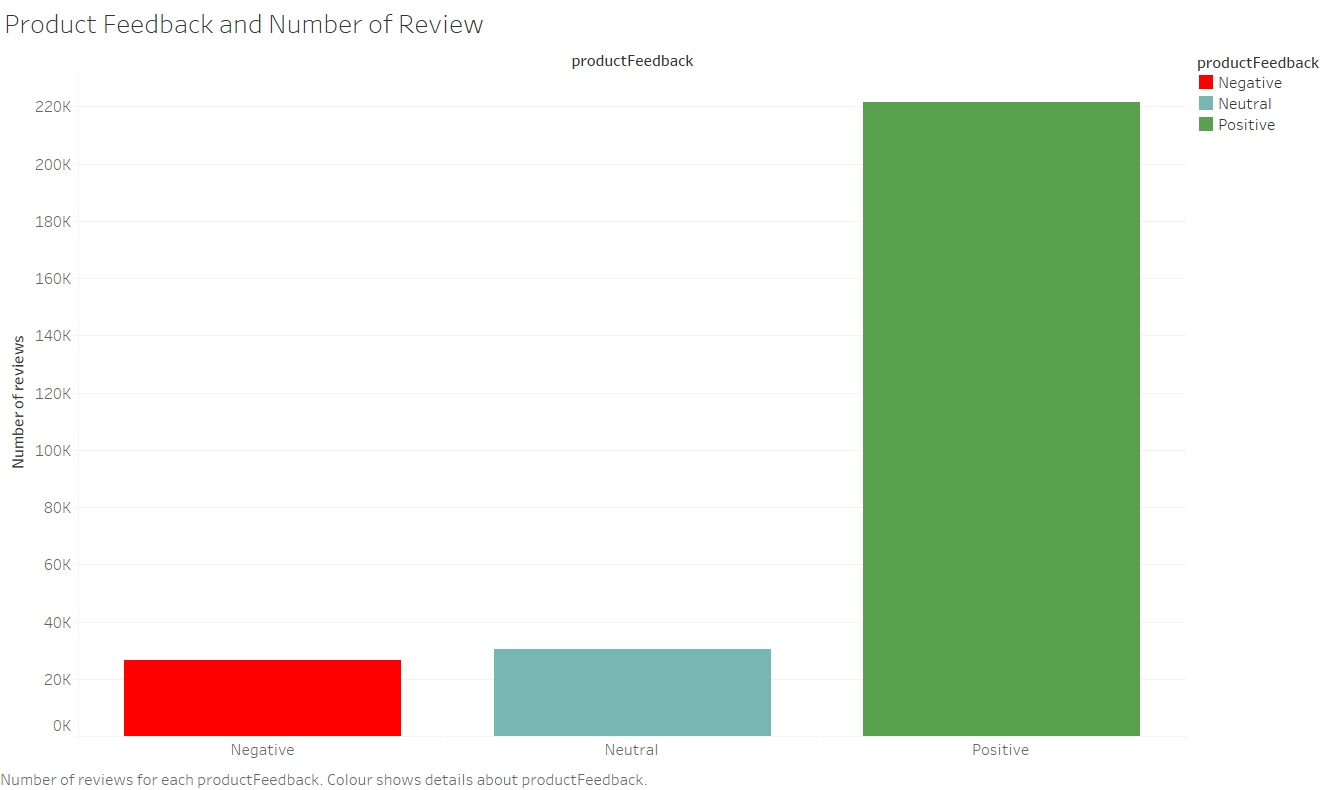 Product Feedback and Number of Review
productFeedback
productFeedback
Negative
Neutral
Positive
Number of reviews
220K
200K
180K
160K
140K
120K
100K
80K
60K
40K
20K
0K
Negative
Neutral
Positive
Number of reviews for each productFeedback. Colour shows details about productFeedback.